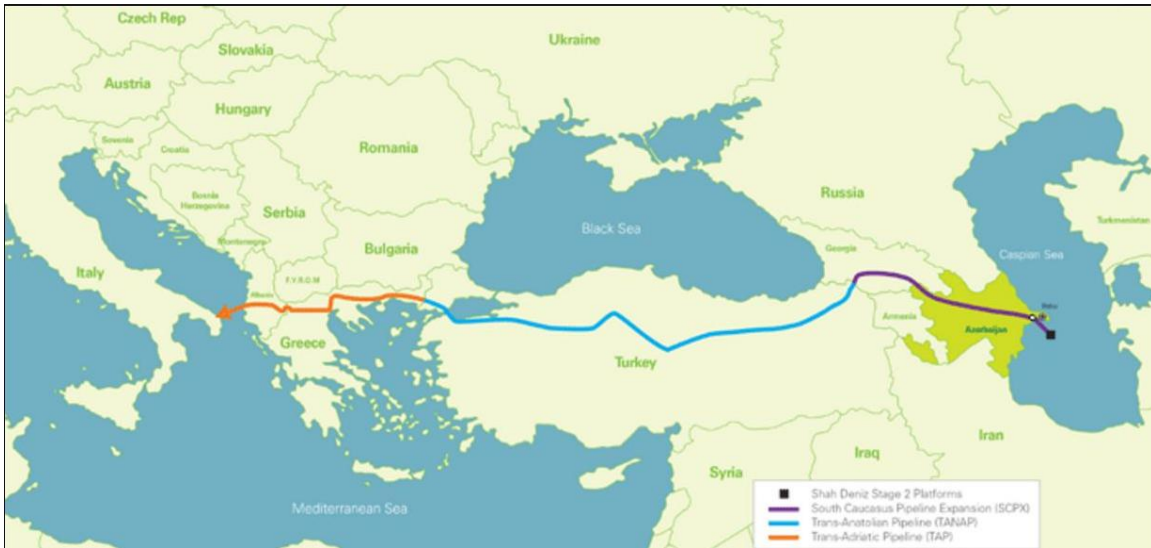 Czech Rep
Slovakia
Ukraine
Austria
Hungary
Slovenia
Croatia
Romania
Bosnia
Herzegovina
Serbia
Russia
Montenegro
Bulgaria
Black Sea
Georgia
Caspian Sea
Turkmenistan
Italy
F.V.R.O.M
Albania
Armenia
Azerbaijan
Baku
Greece
Turkey
Iran
Iraq
Syria
Mediterranean Sea
Shah Deniz Stage 2 Platforms
South Caucasus Pipeline Expansion (SCPX)
Trans-Anatolian Pipeline (TANAP)
Trans-Adriatic Pipeline (TAP)